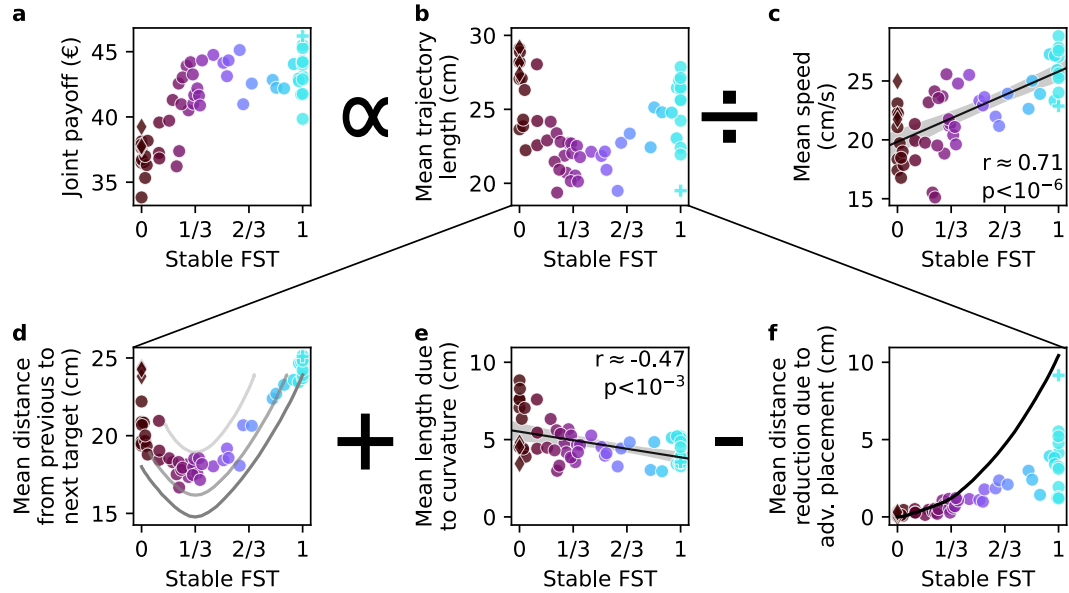 a
Joint payoff (€)
45
40
35
0
1/3
2/3
1
Stable FST
∝
b
Mean trajectory
length (cm)
30
25
20
0
1/3
2/3
1
Stable FST
÷
c
Mean speed
(cm/s)
25
20
15
r ≈ 0.71
p<10⁻⁶
0
1/3
2/3
1
Stable FST
d
Mean distance
from previous to
next target (cm)
25
20
15
0
1/3
2/3
1
Stable FST
+
e
Mean length due
to curvature (cm)
10
5
0
r ≈ -0.47
p<10⁻³
0
1/3
2/3
1
Stable FST
-
f
Mean distance
reduction due to
adv. placement (cm)
10
5
0
0
1/3
2/3
1
Stable FST